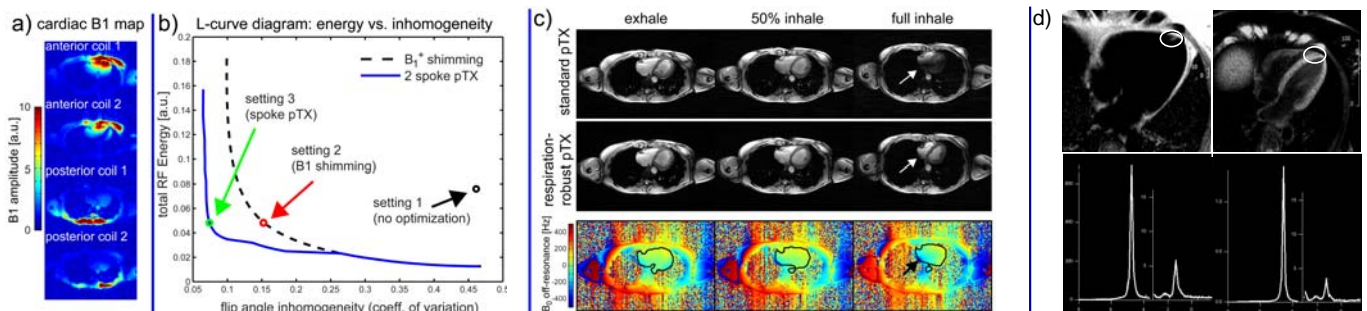 a)
cardiac B1 map
anterior coil 1
anterior coil 2
posterior coil 1
posterior coil 2
B1 amplitude [a.u.]
10
5
0
b)
L-curve diagram: energy vs. inhomogeneity
B₁⁺ shimming
2 spoke pTX
setting 3
(spoke pTX)
setting 2
(B1 shimming)
setting 1
(no optimization)
total RF Energy [a.u.]
0.2
0.18
0.16
0.14
0.12
0.1
0.08
0.06
0.04
0.02
0
0.05
0.1
0.15
0.2
0.25
0.3
0.35
0.4
0.45
0.5
flip angle inhomogeneity (coeff. of variation)
c)
exhale
50% inhale
full inhale
standard pTX
respiration-
robust pTX
B₀ off-resonance [Hz]
400
200
0
-200
-400
d)